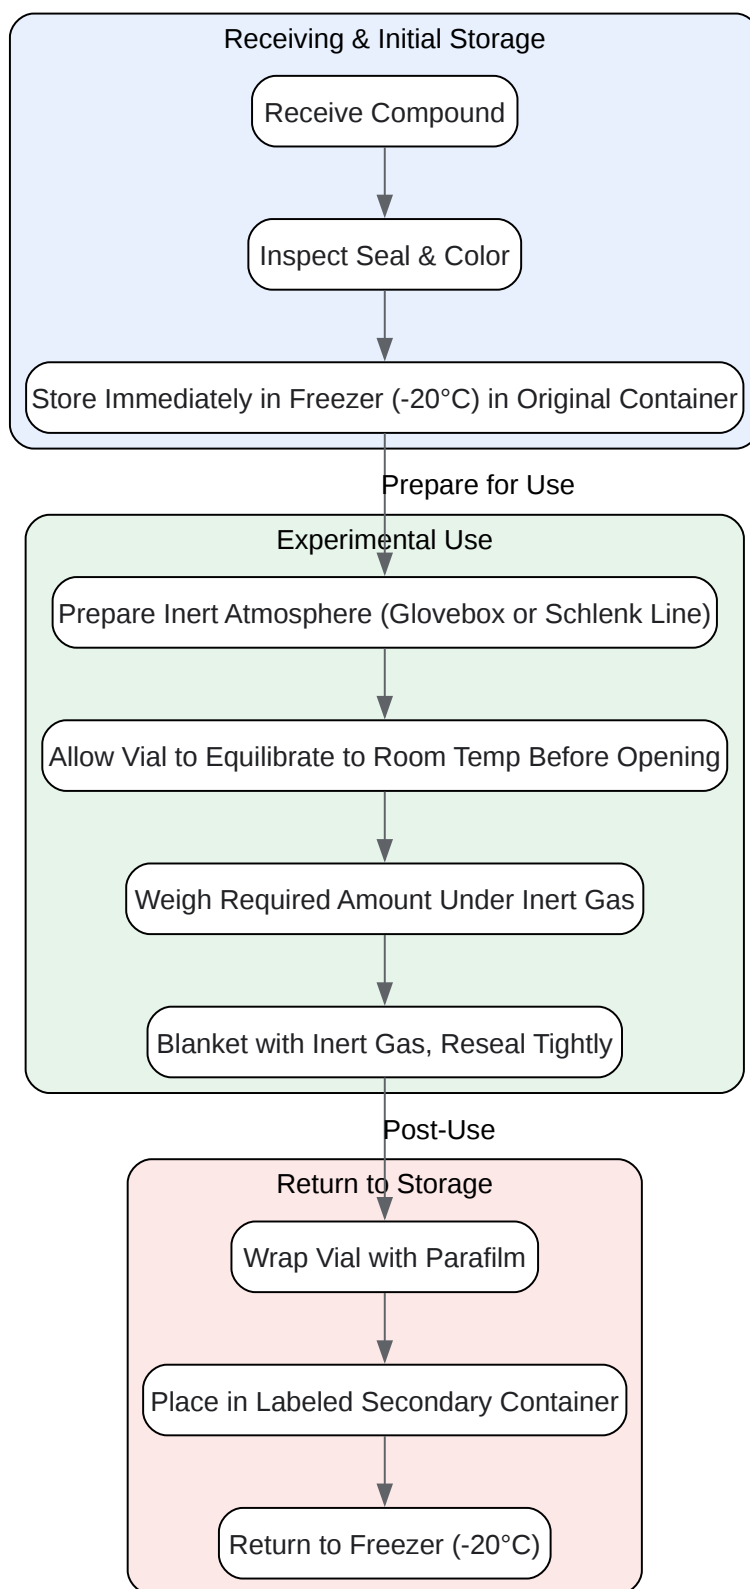 Receiving & Initial Storage
Receive Compound
Inspect Seal & Color
Store Immediately in Freezer (-20°C) in Original Container
Prepare for Use
Experimental Use
Prepare Inert Atmosphere (Glovebox or Schlenk Line)
Allow Vial to Equilibrate to Room Temp Before Opening
Weigh Required Amount Under Inert Gas
Blanket with Inert Gas, Reseal Tightly
Post-Use
Return to Storage
Wrap Vial with Parafilm
Place in Labeled Secondary Container
Return to Freezer (-20°C)